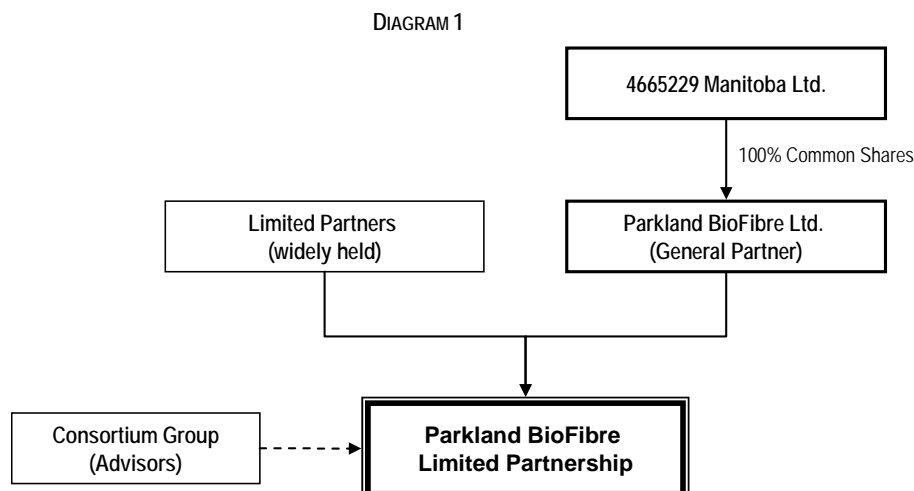 DIAGRAM 1
4665229 Manitoba Ltd.
100% Common Shares
Limited Partners
(widely held)
Parkland BioFibre Ltd.
(General Partner)
Consortium Group
(Advisors)
Parkland BioFibre
Limited Partnership